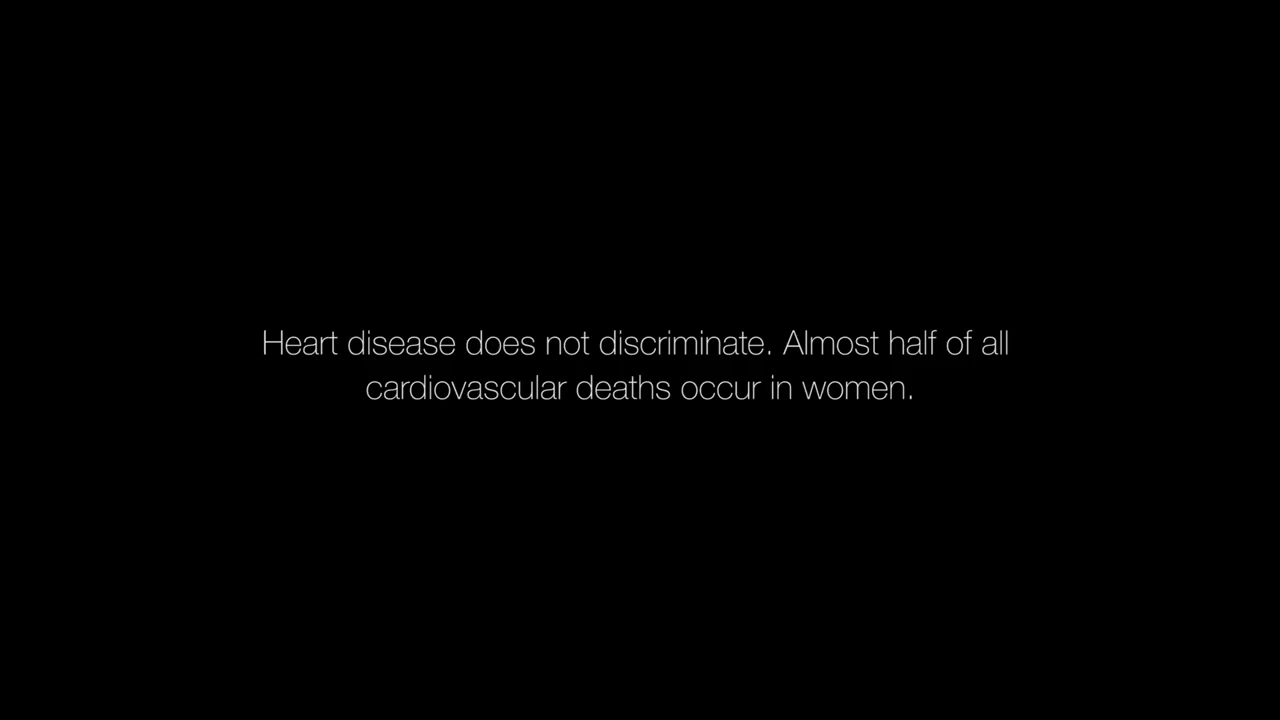 Heart disease does not discriminate. Almost half of all
cardiovascular deaths occur in women.